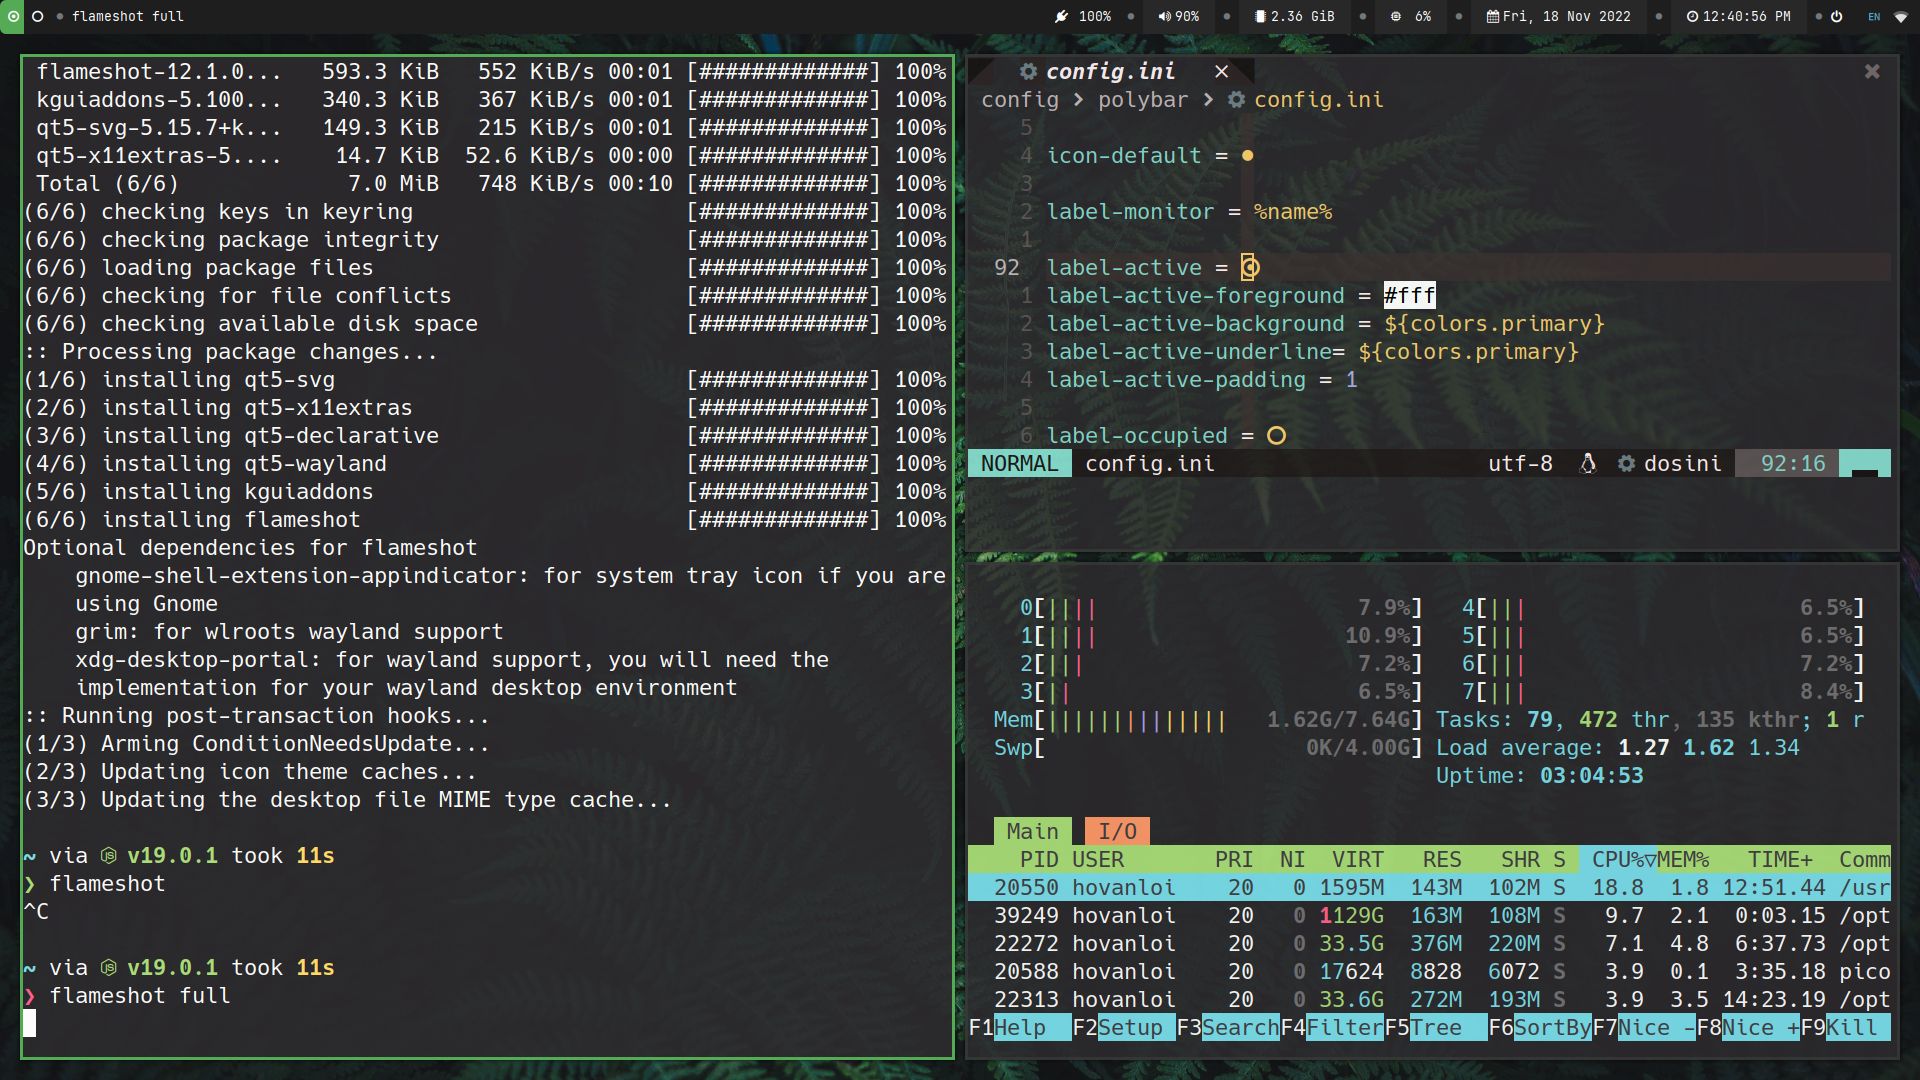 flameshot full
100%
90%
2.36 GiB
6%
Fri, 18 Nov 2022
12:40:56 PM
EN
flameshot-12.1.0... 593.3 KiB 552 KiB/s 00:01 [#############] 100%
kguiaddons-5.100... 340.3 KiB 367 KiB/s 00:01 [#############] 100%
qt5-svg-5.15.7+k... 149.3 KiB 215 KiB/s 00:01 [#############] 100%
qt5-x11extras-5.... 14.7 KiB 52.6 KiB/s 00:00 [#############] 100%
Total (6/6) 7.0 MiB 748 KiB/s 00:10 [#############] 100%
(6/6) checking keys in keyring [#############] 100%
(6/6) checking package integrity [#############] 100%
(6/6) loading package files [#############] 100%
(6/6) checking for file conflicts [#############] 100%
(6/6) checking available disk space [#############] 100%
:: Processing package changes...
(1/6) installing qt5-svg [#############] 100%
(2/6) installing qt5-x11extras [#############] 100%
(3/6) installing qt5-declarative [#############] 100%
(4/6) installing qt5-wayland [#############] 100%
(5/6) installing kguiaddons [#############] 100%
(6/6) installing flameshot [#############] 100%
Optional dependencies for flameshot
gnome-shell-extension-appindicator: for system tray icon if you are
using Gnome
grim: for wlroots wayland support
xdg-desktop-portal: for wayland support, you will need the
implementation for your wayland desktop environment
:: Running post-transaction hooks...
(1/3) Arming ConditionNeedsUpdate...
(2/3) Updating icon theme caches...
(3/3) Updating the desktop file MIME type cache...
~ via v19.0.1 took 11s
❯ flameshot
^C
~ via v19.0.1 took 11s
❯ flameshot full
config.ini ×
config > polybar > config.ini
5
4 icon-default = ●
3
2 label-monitor = %name%
1
92 label-active = ◉
1 label-active-foreground = #fff
2 label-active-background = ${colors.primary}
3 label-active-underline= ${colors.primary}
4 label-active-padding = 1
5
6 label-occupied = ○
NORMAL config.ini utf-8 dosini 92:16
0[|||| 7.9%] 4[||| 6.5%]
1[|||| 10.9%] 5[||| 6.5%]
2[||| 7.2%] 6[||| 7.2%]
3[|| 6.5%] 7[||| 8.4%]
Mem[|||||||||||||| 1.62G/7.64G] Tasks: 79, 472 thr, 135 kthr; 1 r
Swp[ 0K/4.00G] Load average: 1.27 1.62 1.34
Uptime: 03:04:53
Main I/O
PID USER PRI NI VIRT RES SHR S CPU%▽MEM% TIME+ Comm
20550 hovanloi 20 0 1595M 143M 102M S 18.8 1.8 12:51.44 /usr
39249 hovanloi 20 0 1129G 163M 108M S 9.7 2.1 0:03.15 /opt
22272 hovanloi 20 0 33.5G 376M 220M S 7.1 4.8 6:37.73 /opt
20588 hovanloi 20 0 17624 8828 6072 S 3.9 0.1 3:35.18 pico
22313 hovanloi 20 0 33.6G 272M 193M S 3.9 3.5 14:23.19 /opt
F1Help F2Setup F3SearchF4FilterF5Tree F6SortByF7Nice -F8Nice +F9Kill